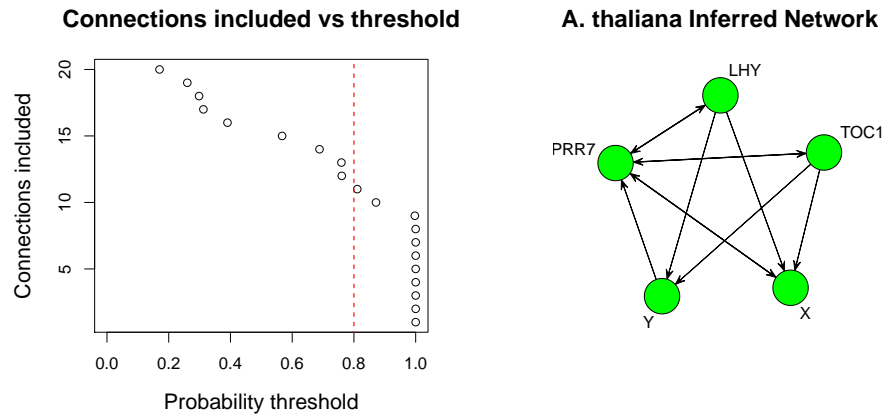 Connections included vs threshold
Connections included
20
15
10
5
0.0 0.2 0.4 0.6 0.8 1.0
Probability threshold
A. thaliana Inferred Network
LHY
TOC1
PRR7
Y
X